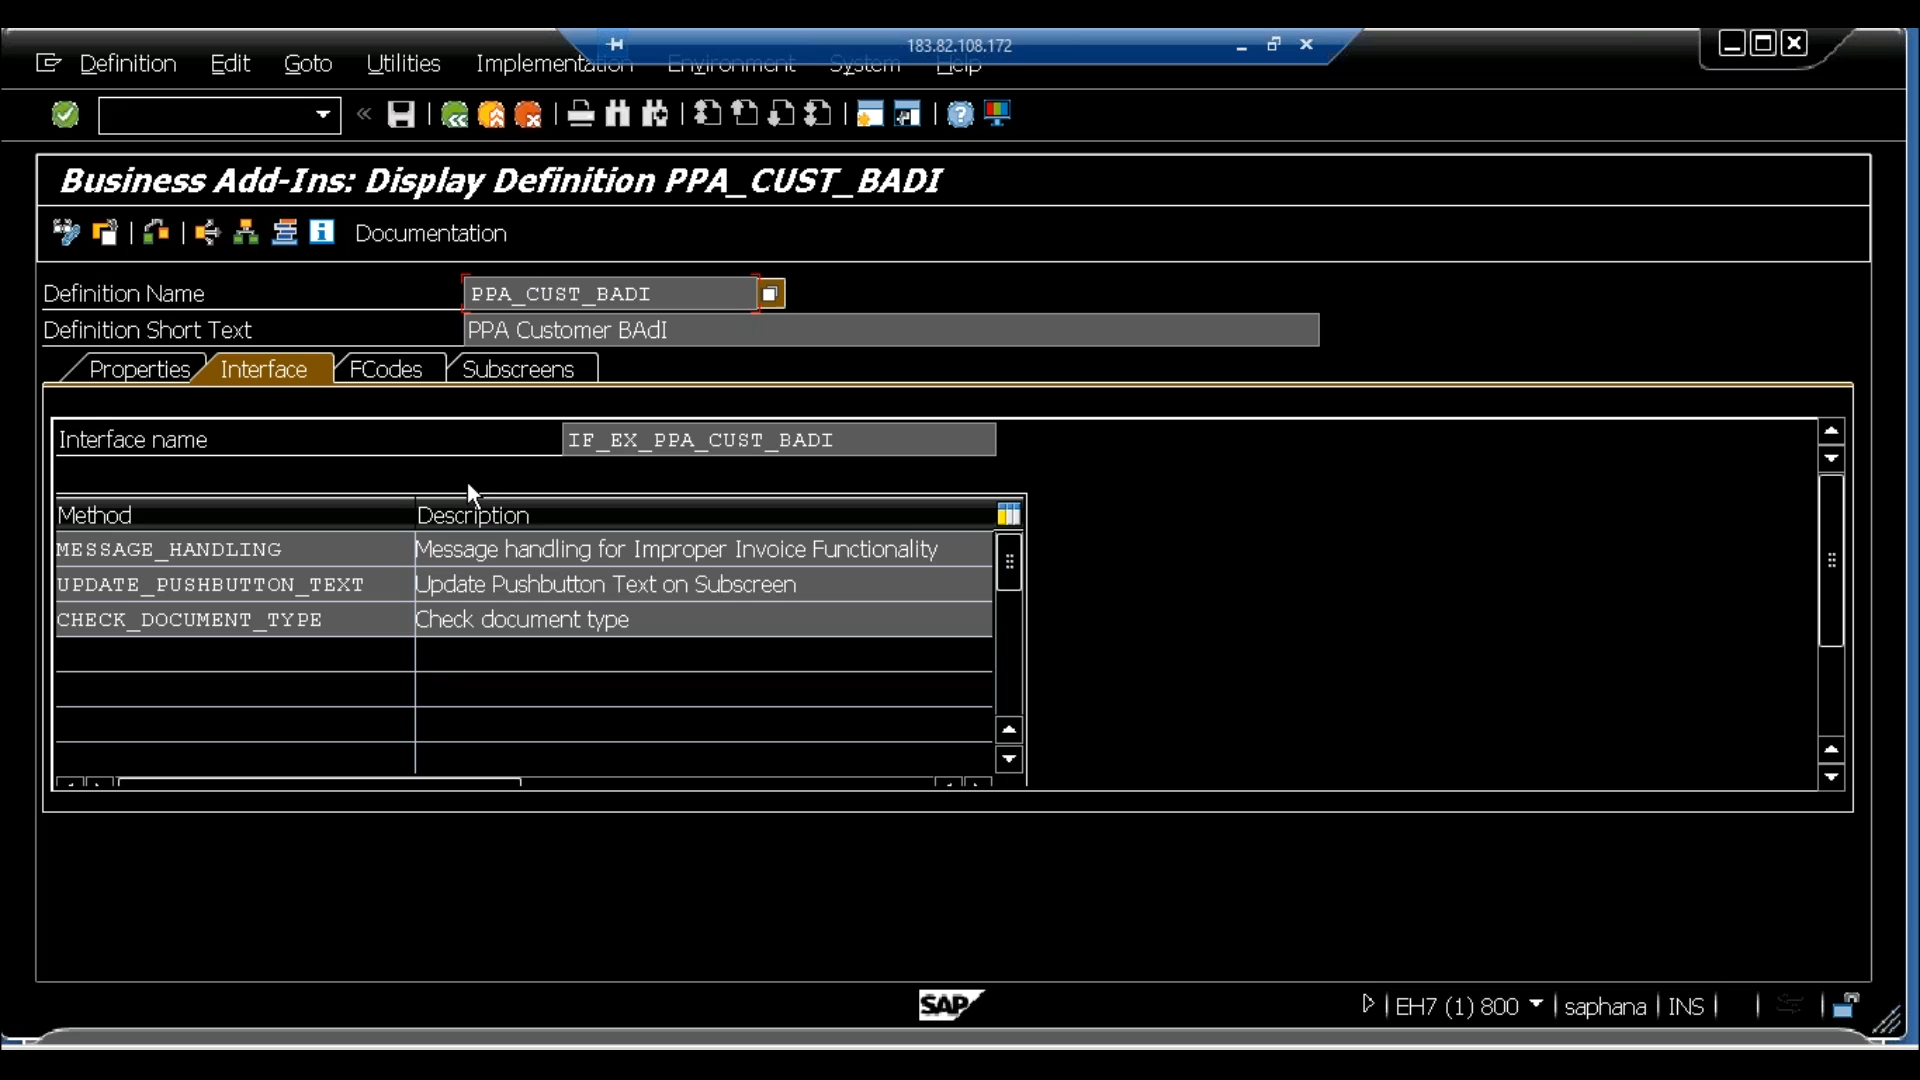 183.82.108.172
Definition Edit Goto Utilities Implementation Environment System Help
Business Add-Ins: Display Definition PPA_CUST_BADI
Documentation
Definition Name PPA_CUST_BADI
Definition Short Text PPA Customer BAdI
Properties Interface FCodes Subscreens
Interface name IF_EX_PPA_CUST_BADI
Method Description
MESSAGE_HANDLING Message handling for Improper Invoice Functionality
UPDATE_PUSHBUTTON_TEXT Update Pushbutton Text on Subscreen
CHECK_DOCUMENT_TYPE Check document type
SAP EH7 (1) 800 saphana INS